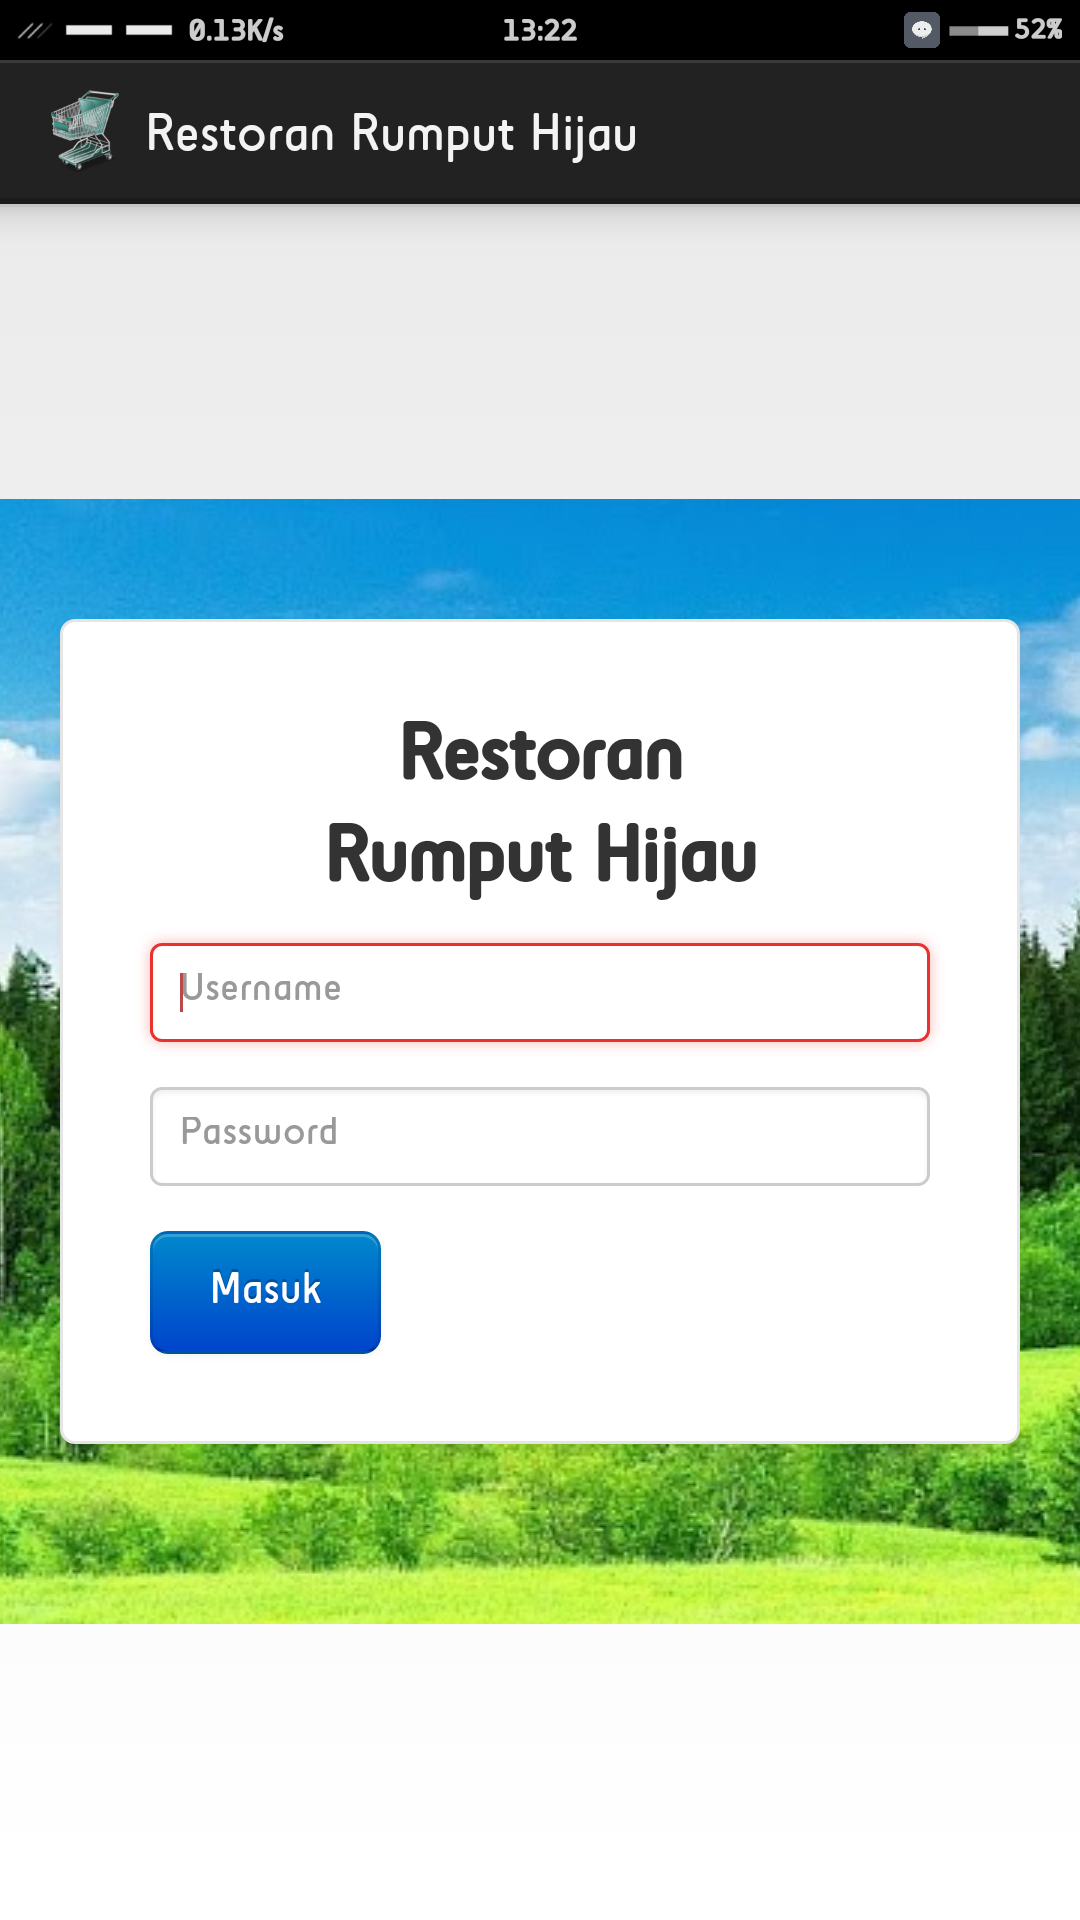 0.13K/s 13:22 52%
Restoran Rumput Hijau
Restoran
Rumput Hijau
Username
Password
Masuk